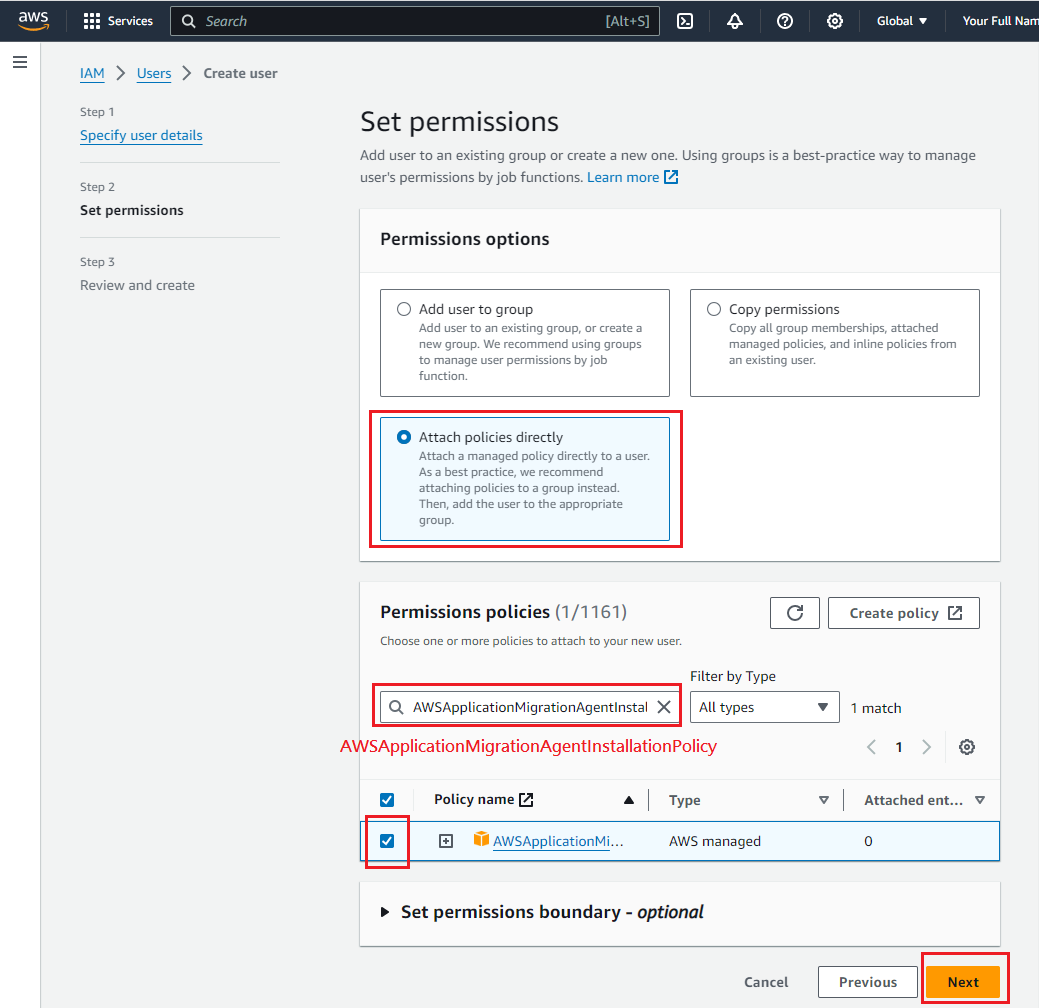 aws
Services
Search
[Alt+S]
Global
Your Full Nam
IAM > Users > Create user
Step 1
Specify user details
Step 2
Set permissions
Step 3
Review and create
Set permissions
Add user to an existing group or create a new one. Using groups is a best-practice way to manage
user's permissions by job functions. Learn more
Permissions options
Add user to group
Add user to an existing group, or create a
new group. We recommend using groups
to manage user permissions by job
function.
Copy permissions
Copy all group memberships, attached
managed policies, and inline policies from
an existing user.
Attach policies directly
Attach a managed policy directly to a user.
As a best practice, we recommend
attaching policies to a group instead.
Then, add the user to the appropriate
group.
Permissions policies (1/1161)
Create policy
Choose one or more policies to attach to your new user.
Filter by Type
AWSApplicationMigrationAgentInstal
All types
1 match
AWSApplicationMigrationAgentInstallationPolicy
1
Policy name
Type
Attached ent...
AWSApplicationMi...
AWS managed
0
Set permissions boundary - optional
Cancel
Previous
Next